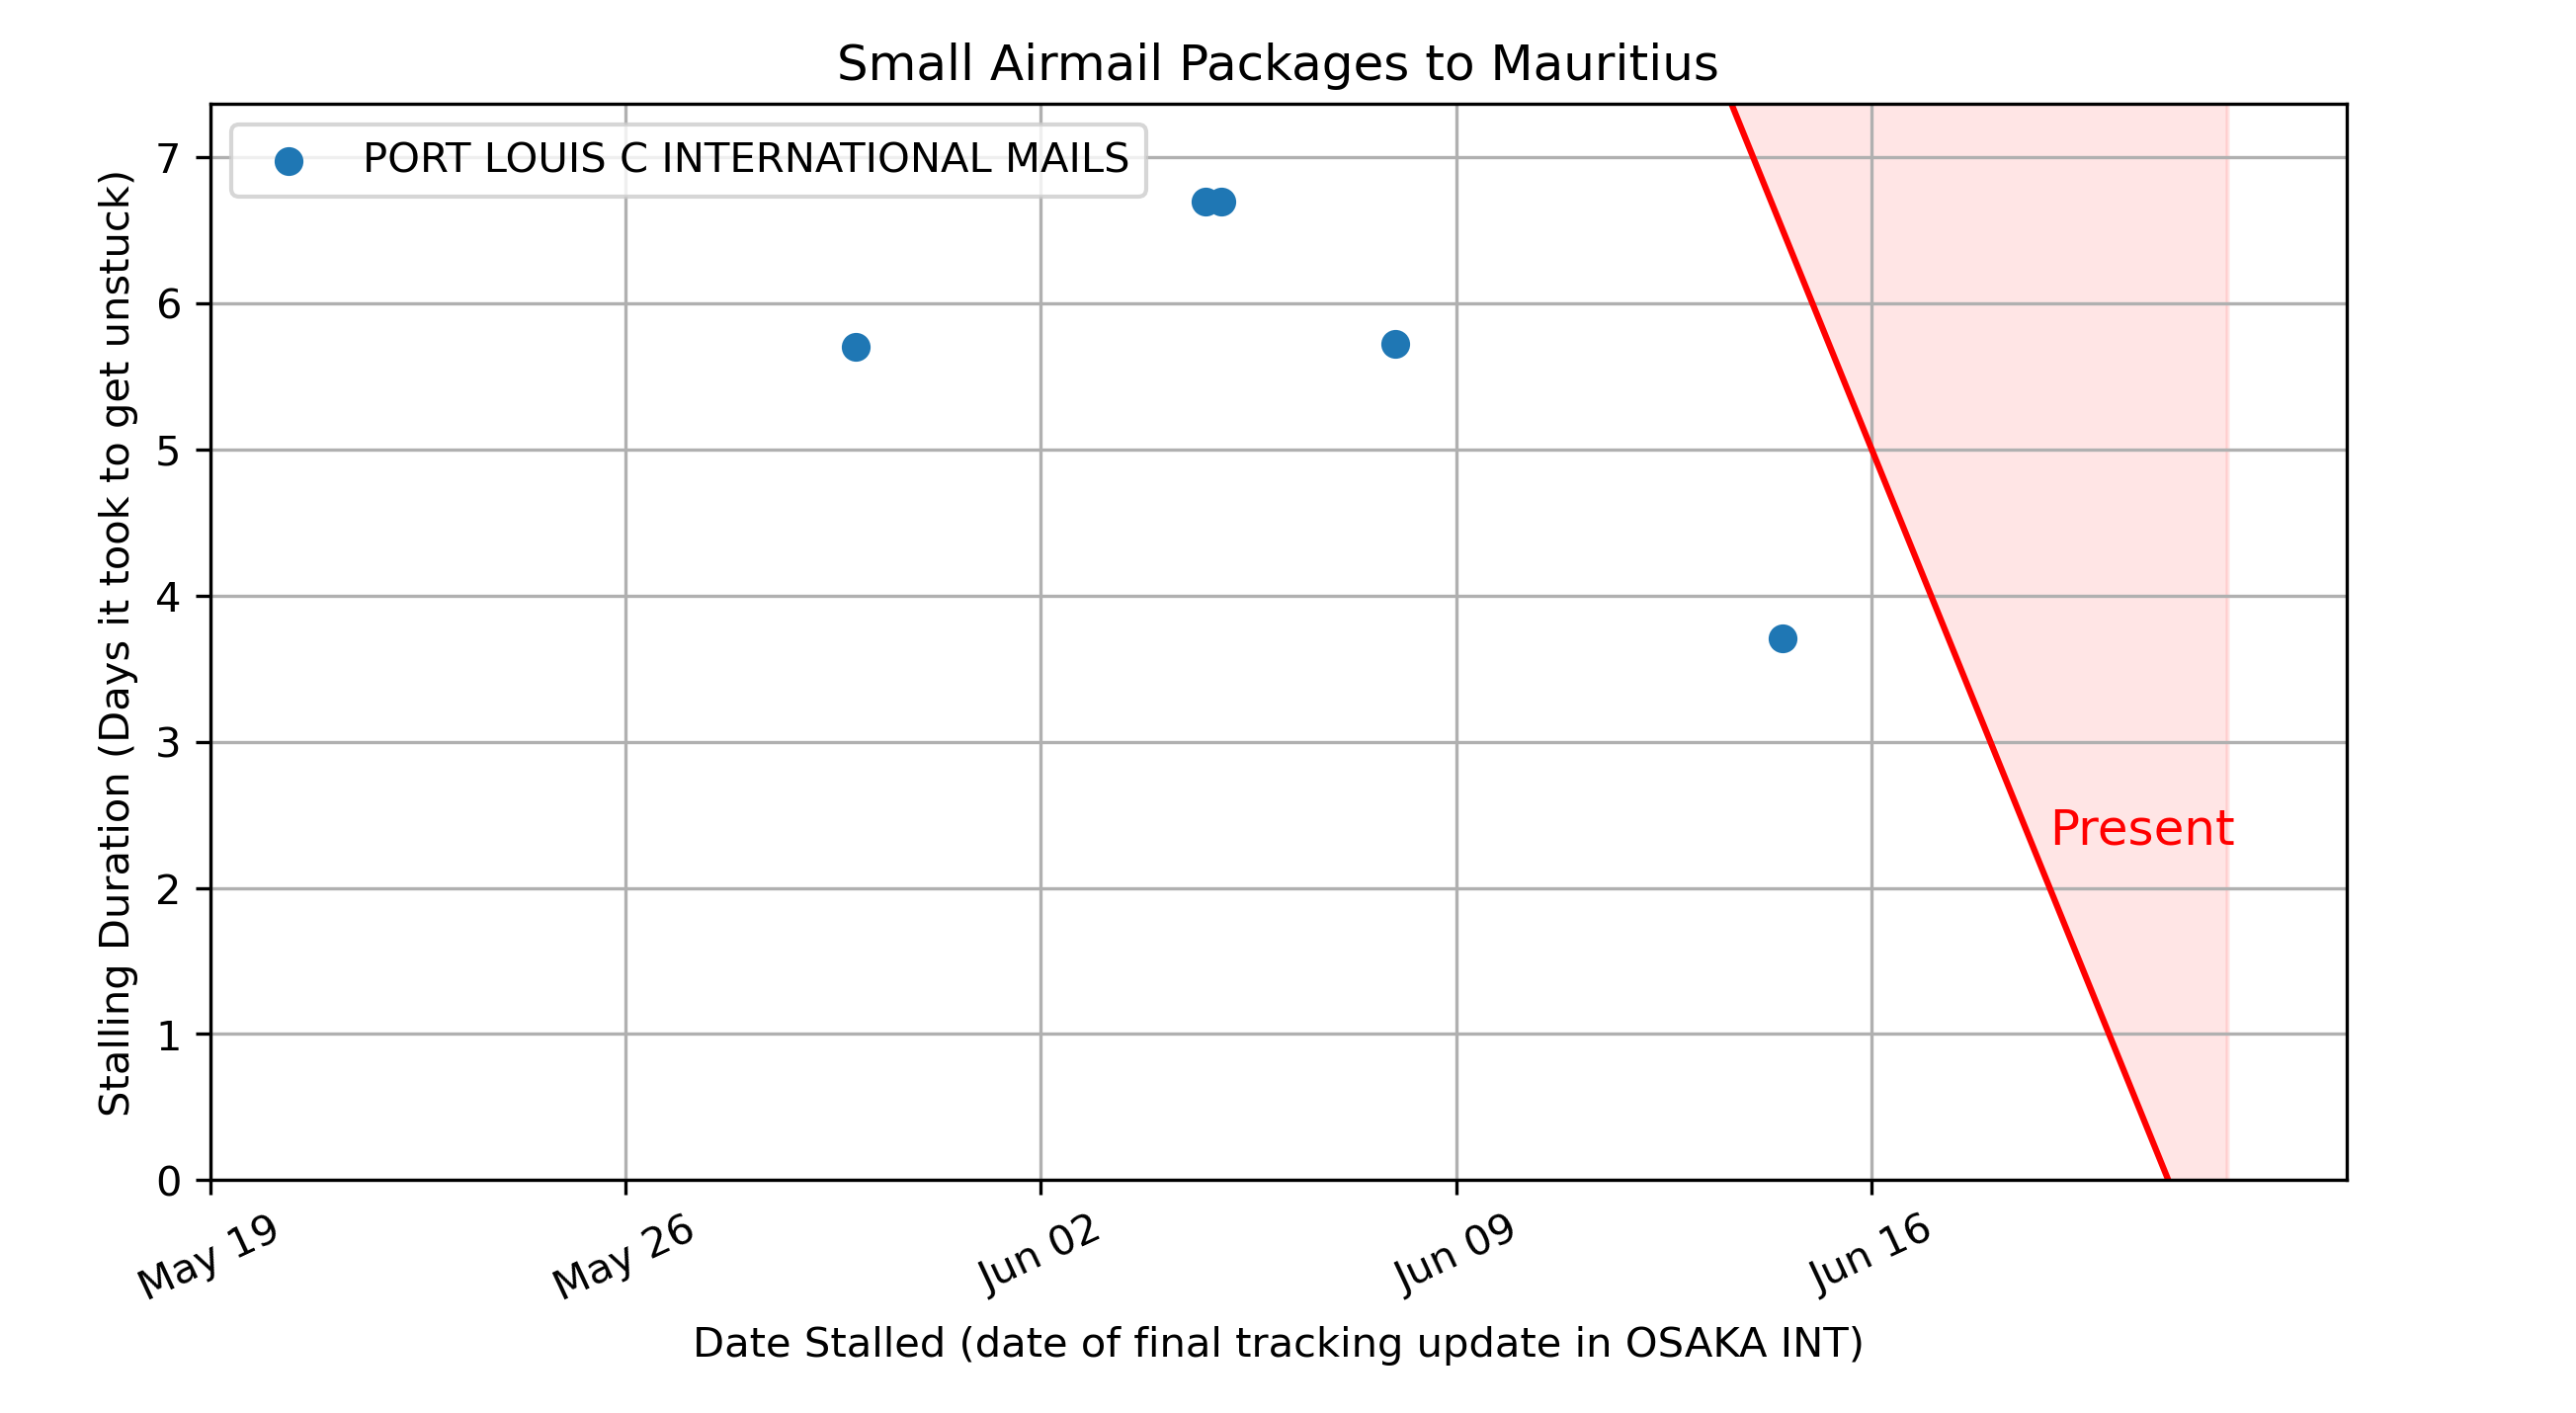 Small Airmail Packages to Mauritius
PORT LOUIS C INTERNATIONAL MAILS
Stalling Duration (Days it took to get unstuck)
7
6
5
4
3
2
1
0
Present
May 19
May 26
Jun 02
Jun 09
Jun 16
Date Stalled (date of final tracking update in OSAKA INT)